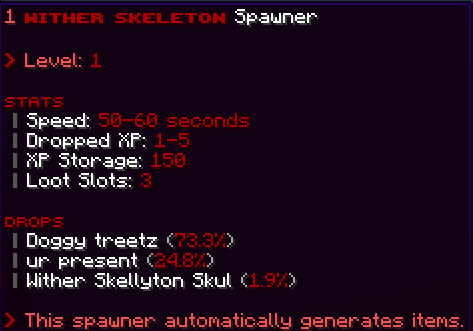 1 WITHER SKELETON Spawner
> Level: 1
STATS
| Speed: 50-60 seconds
| Dropped XP: 1-5
| XP Storage: 150
| Loot Slots: 3
DROPS
| Doggy treetz (73.3%)
| ur present (24.8%)
| Wither Skellyton Skul (1.9%)
> This spawner automatically generates items.